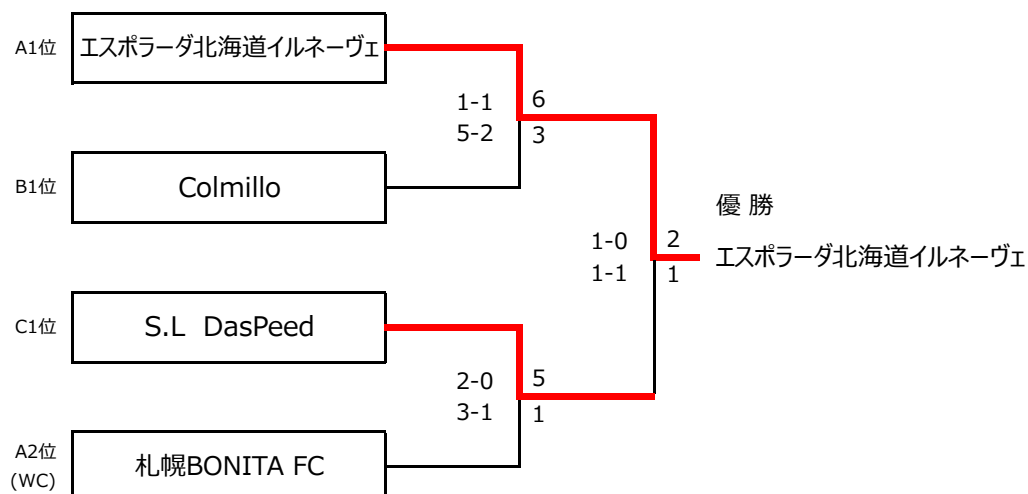 A1位
エスポラーダ北海道イルネーヴェ
1-1
6
5-2
3
B1位
Colmillo
優 勝
1-0
2
エスポラーダ北海道イルネーヴェ
1-1
1
C1位
S.L DasPeed
2-0
5
3-1
1
A2位
(WC)
札幌BONITA FC